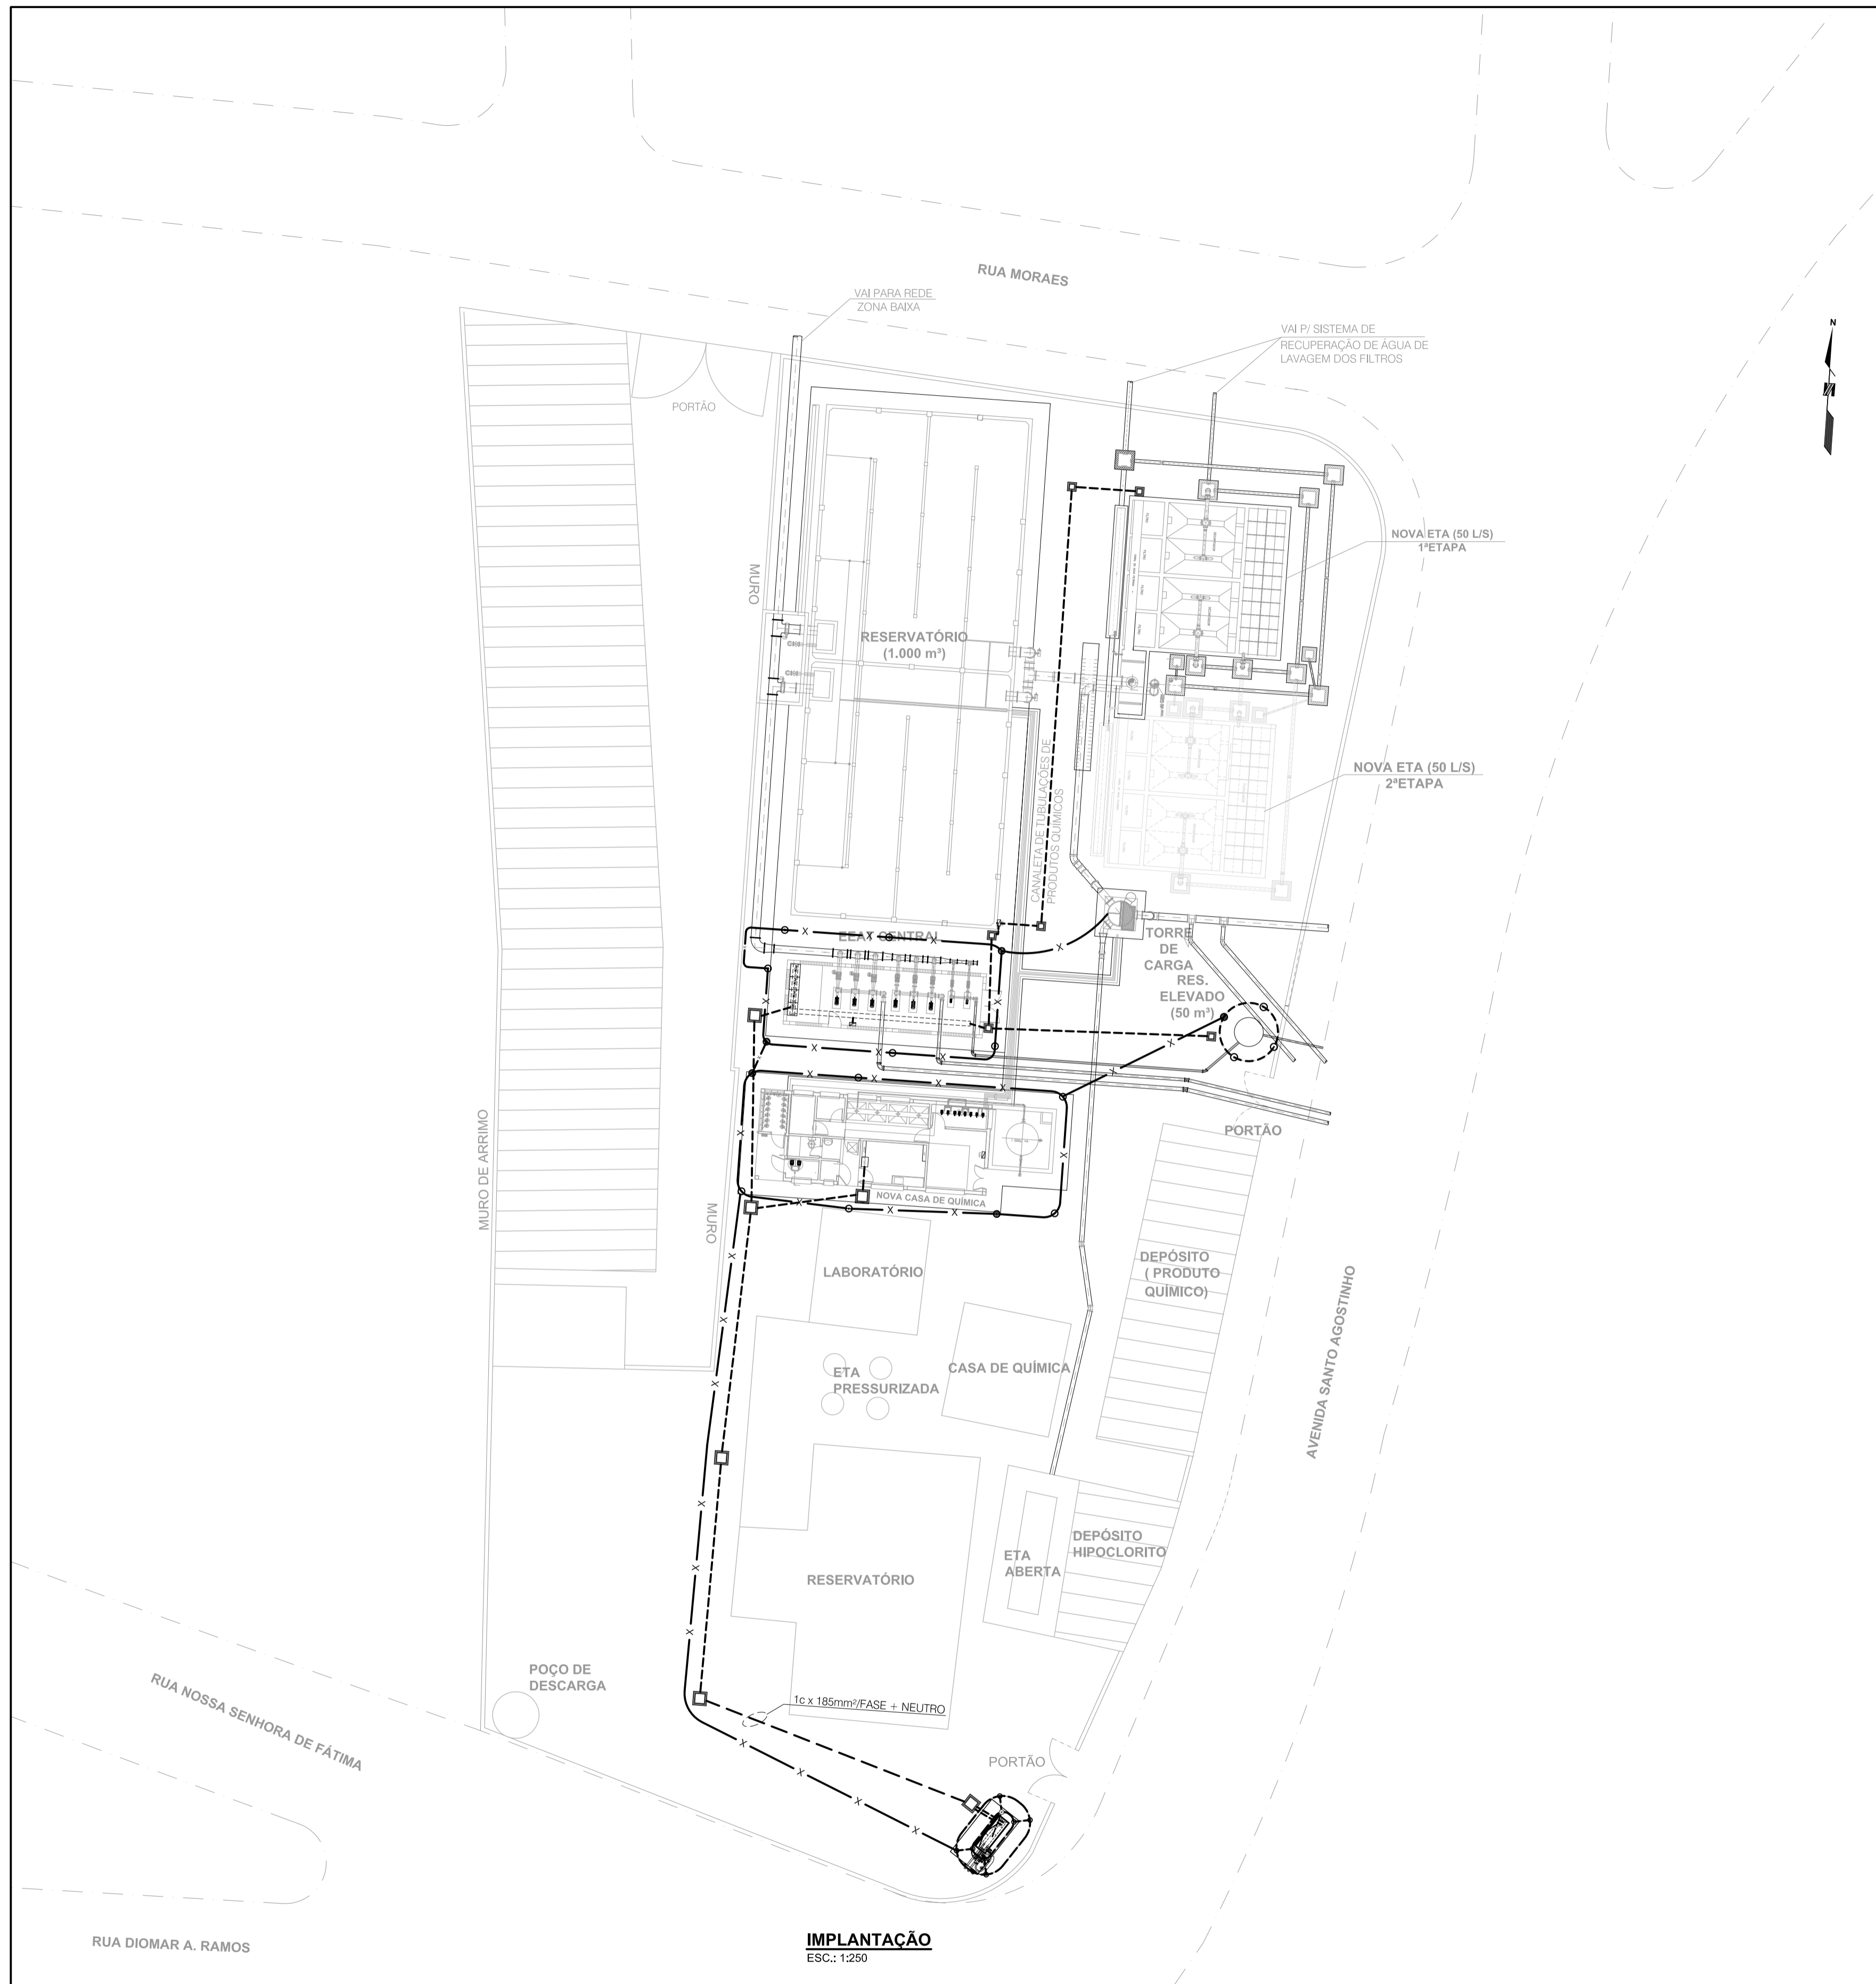 RUA MORAES
VAI PARA REDE
ZONA BAIXA
VAI P/ SISTEMA DE
RECUPERAÇÃO DE ÁGUA DE
LAVAGEM DOS FILTROS
N
PORTÃO
NOVA ETA (50 L/S)
1ªETAPA
MURO
RESERVATÓRIO
(1.000 m³)
NOVA ETA (50 L/S)
2ªETAPA
CANALETA DE TUBULAÇÕES DE
PRODUTOS QUÍMICOS
EEAT CENTRAL
TORRE
DE
CARGA
RES.
ELEVADO
(50 m³)
PORTÃO
MURO DE ARRIMO
MURO
NOVA CASA DE QUÍMICA
LABORATÓRIO
DEPÓSITO
( PRODUTO
QUÍMICO)
AVENIDA SANTO AGOSTINHO
ETA
PRESSURIZADA
CASA DE QUÍMICA
DEPÓSITO
HIPOCLORITO
ETA
ABERTA
RESERVATÓRIO
POÇO DE
DESCARGA
RUA NOSSA SENHORA DE FÁTIMA
1c x 185mm²/FASE + NEUTRO
PORTÃO
RUA DIOMAR A. RAMOS
IMPLANTAÇÃO
ESC.: 1:250